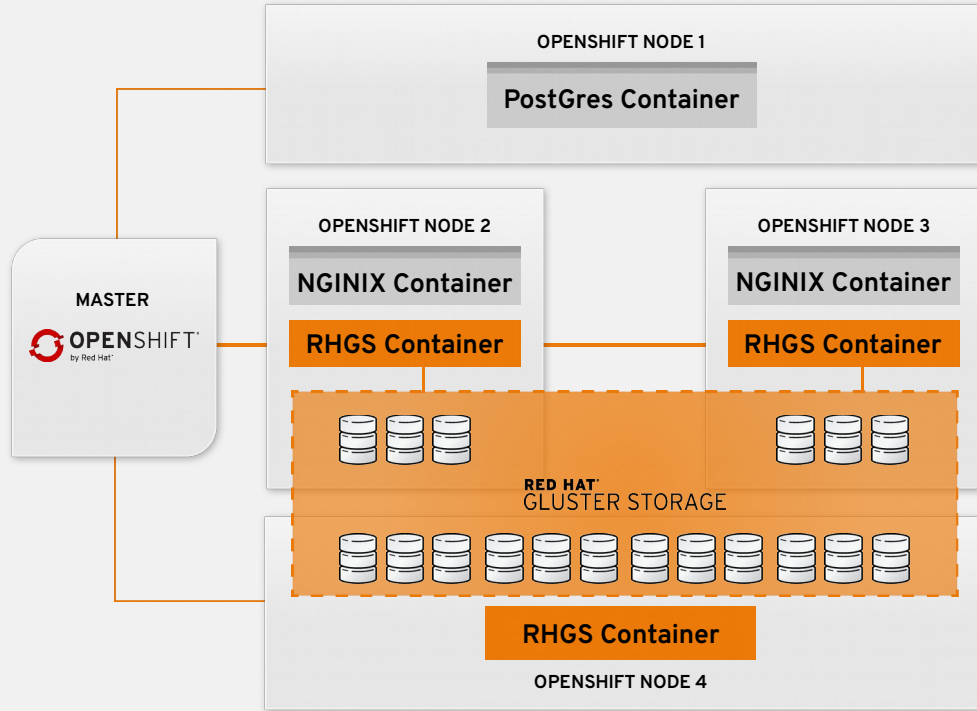 OPENSHIFT NODE 1
PostGres Container
OPENSHIFT NODE 2
NGINIX Container
RHGS Container
OPENSHIFT NODE 3
NGINIX Container
RHGS Container
MASTER
OPENSHIFT
by Red Hat
RED HAT
GLUSTER STORAGE
RHGS Container
OPENSHIFT NODE 4